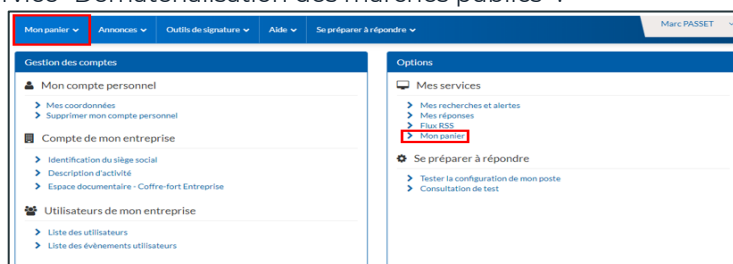 Mon panier Annonces Outils de signature Aide Se préparer à répondre Marc PASSET
Gestion des comptes
Mon compte personnel
Mes coordonnées
Supprimer mon compte personnel
Compte de mon entreprise
Identification du siège social
Description d'activité
Espace documentaire - Coffre-fort Entreprise
Utilisateurs de mon entreprise
Liste des utilisateurs
Liste des évènements utilisateurs
Options
Mes services
Mes recherches et alertes
Mes réponses
Flux RSS
Mon panier
Se préparer à répondre
Tester la configuration de mon poste
Consultation de test